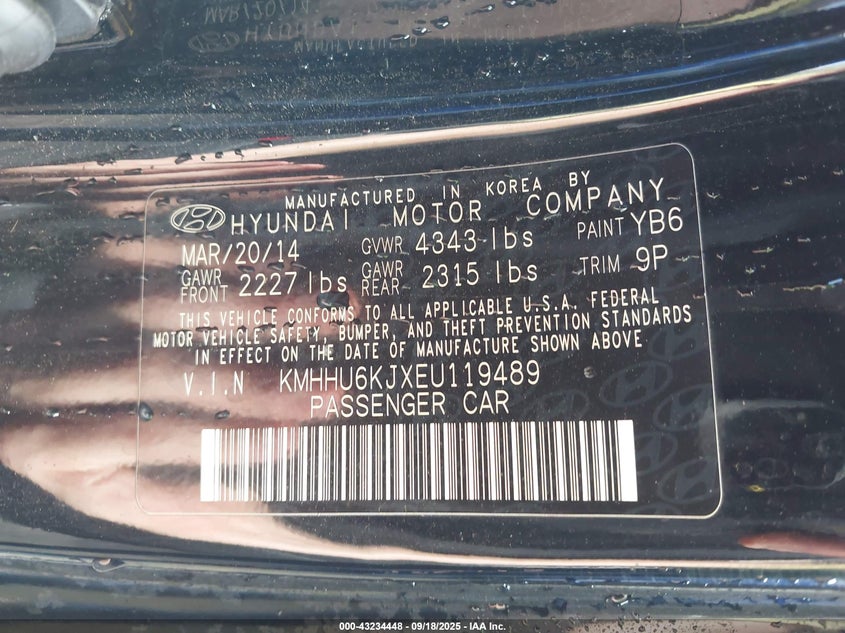 MANUFACTURED IN KOREA BY
HYUNDAI MOTOR COMPANY
MAR/20/14 GVWR 4343 lbs PAINT YB6
GAWR FRONT 2227 lbs GAWR REAR 2315 lbs TRIM 9P
THIS VEHICLE CONFORMS TO ALL APPLICABLE U.S.A. FEDERAL
MOTOR VEHICLE SAFETY, BUMPER, AND THEFT PREVENTION STANDARDS
IN EFFECT ON THE DATE OF MANUFACTURE SHOWN ABOVE
V.I.N KMHHU6KJXEU119489
PASSENGER CAR
000-43234448 - 09/18/2025 - IAA Inc.